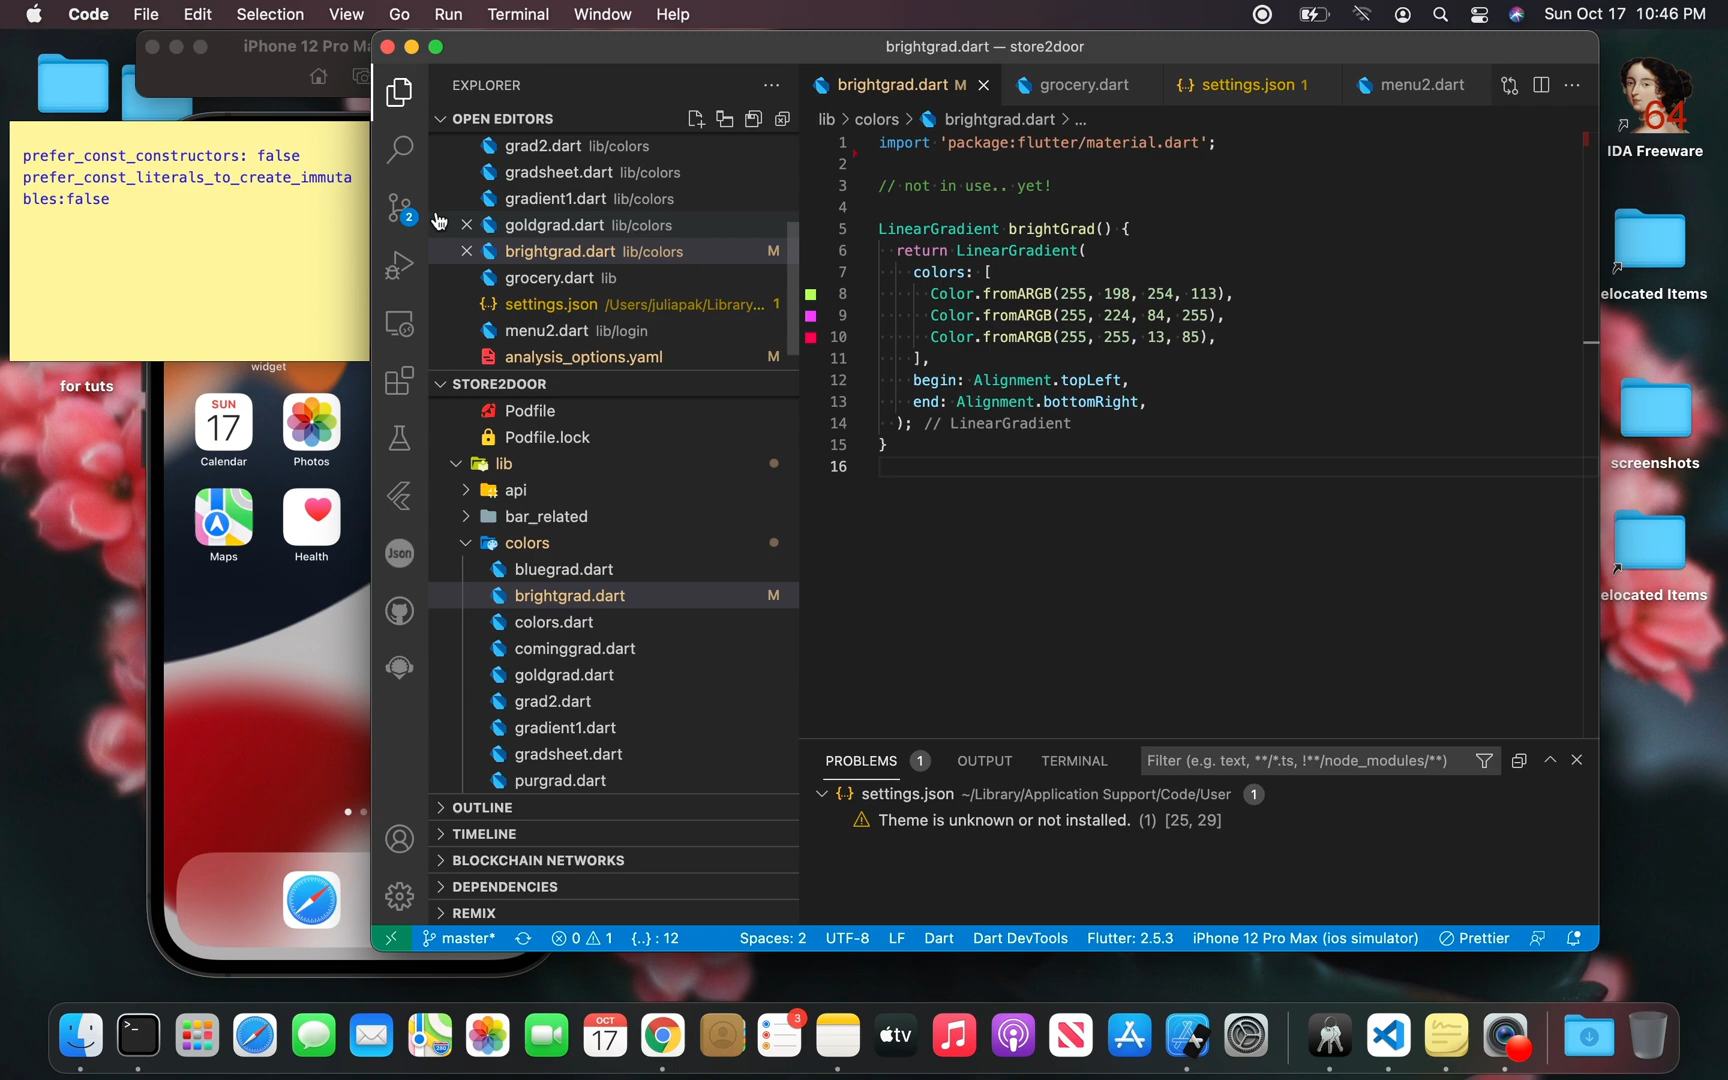 Code File Edit Selection View Go Run Terminal Window Help
Sun Oct 17 10:46 PM
iPhone 12 Pro Ma
brightgrad.dart — store2door
prefer_const_constructors: false
prefer_const_literals_to_create_immuta
bles:false
for tuts
widget
SUN
17
Calendar
Photos
Maps
Health
EXPLORER
OPEN EDITORS
grad2.dart lib/colors
gradsheet.dart lib/colors
gradient1.dart lib/colors
goldgrad.dart lib/colors
brightgrad.dart lib/colors M
grocery.dart lib
settings.json /Users/juliapak/Library... 1
menu2.dart lib/login
analysis_options.yaml M
STORE2DOOR
Podfile
Podfile.lock
lib
api
bar_related
colors
bluegrad.dart
brightgrad.dart M
colors.dart
cominggrad.dart
goldgrad.dart
grad2.dart
gradient1.dart
gradsheet.dart
purgrad.dart
OUTLINE
TIMELINE
BLOCKCHAIN NETWORKS
DEPENDENCIES
REMIX
2
Json
brightgrad.dart M grocery.dart settings.json 1 menu2.dart
lib > colors > brightgrad.dart > ...
1 import 'package:flutter/material.dart';
2
3 // not in use.. yet!
4
5 LinearGradient brightGrad() {
6 return LinearGradient(
7 colors: [
8 Color.fromARGB(255, 198, 254, 113),
9 Color.fromARGB(255, 224, 84, 255),
10 Color.fromARGB(255, 255, 13, 85),
11 ],
12 begin: Alignment.topLeft,
13 end: Alignment.bottomRight,
14 ); // LinearGradient
15 }
16
PROBLEMS 1 OUTPUT TERMINAL Filter (e.g. text, **/*.ts, !**/node_modules/**)
settings.json ~/Library/Application Support/Code/User 1
Theme is unknown or not installed. (1) [25, 29]
master* 0 1 {..} : 12 Spaces: 2 UTF-8 LF Dart Dart DevTools Flutter: 2.5.3 iPhone 12 Pro Max (ios simulator) Prettier
64
IDA Freeware
elocated Items
screenshots
elocated Items
280
OCT
17
3
tv